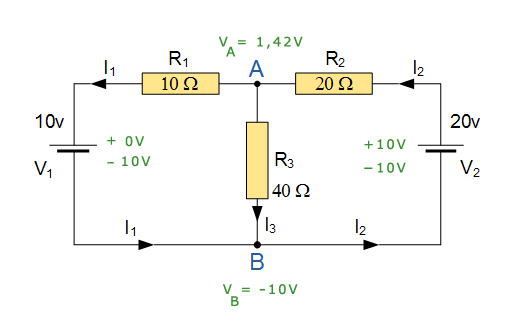 V_A = 1,42V
I₁ R₁ A R₂ I₂
10 Ω 20 Ω
10v 20v
+ 0V +10V
- 10V -10V
V₁ R₃ V₂
40 Ω
I₁ I₃ I₂
B
V_B = -10V